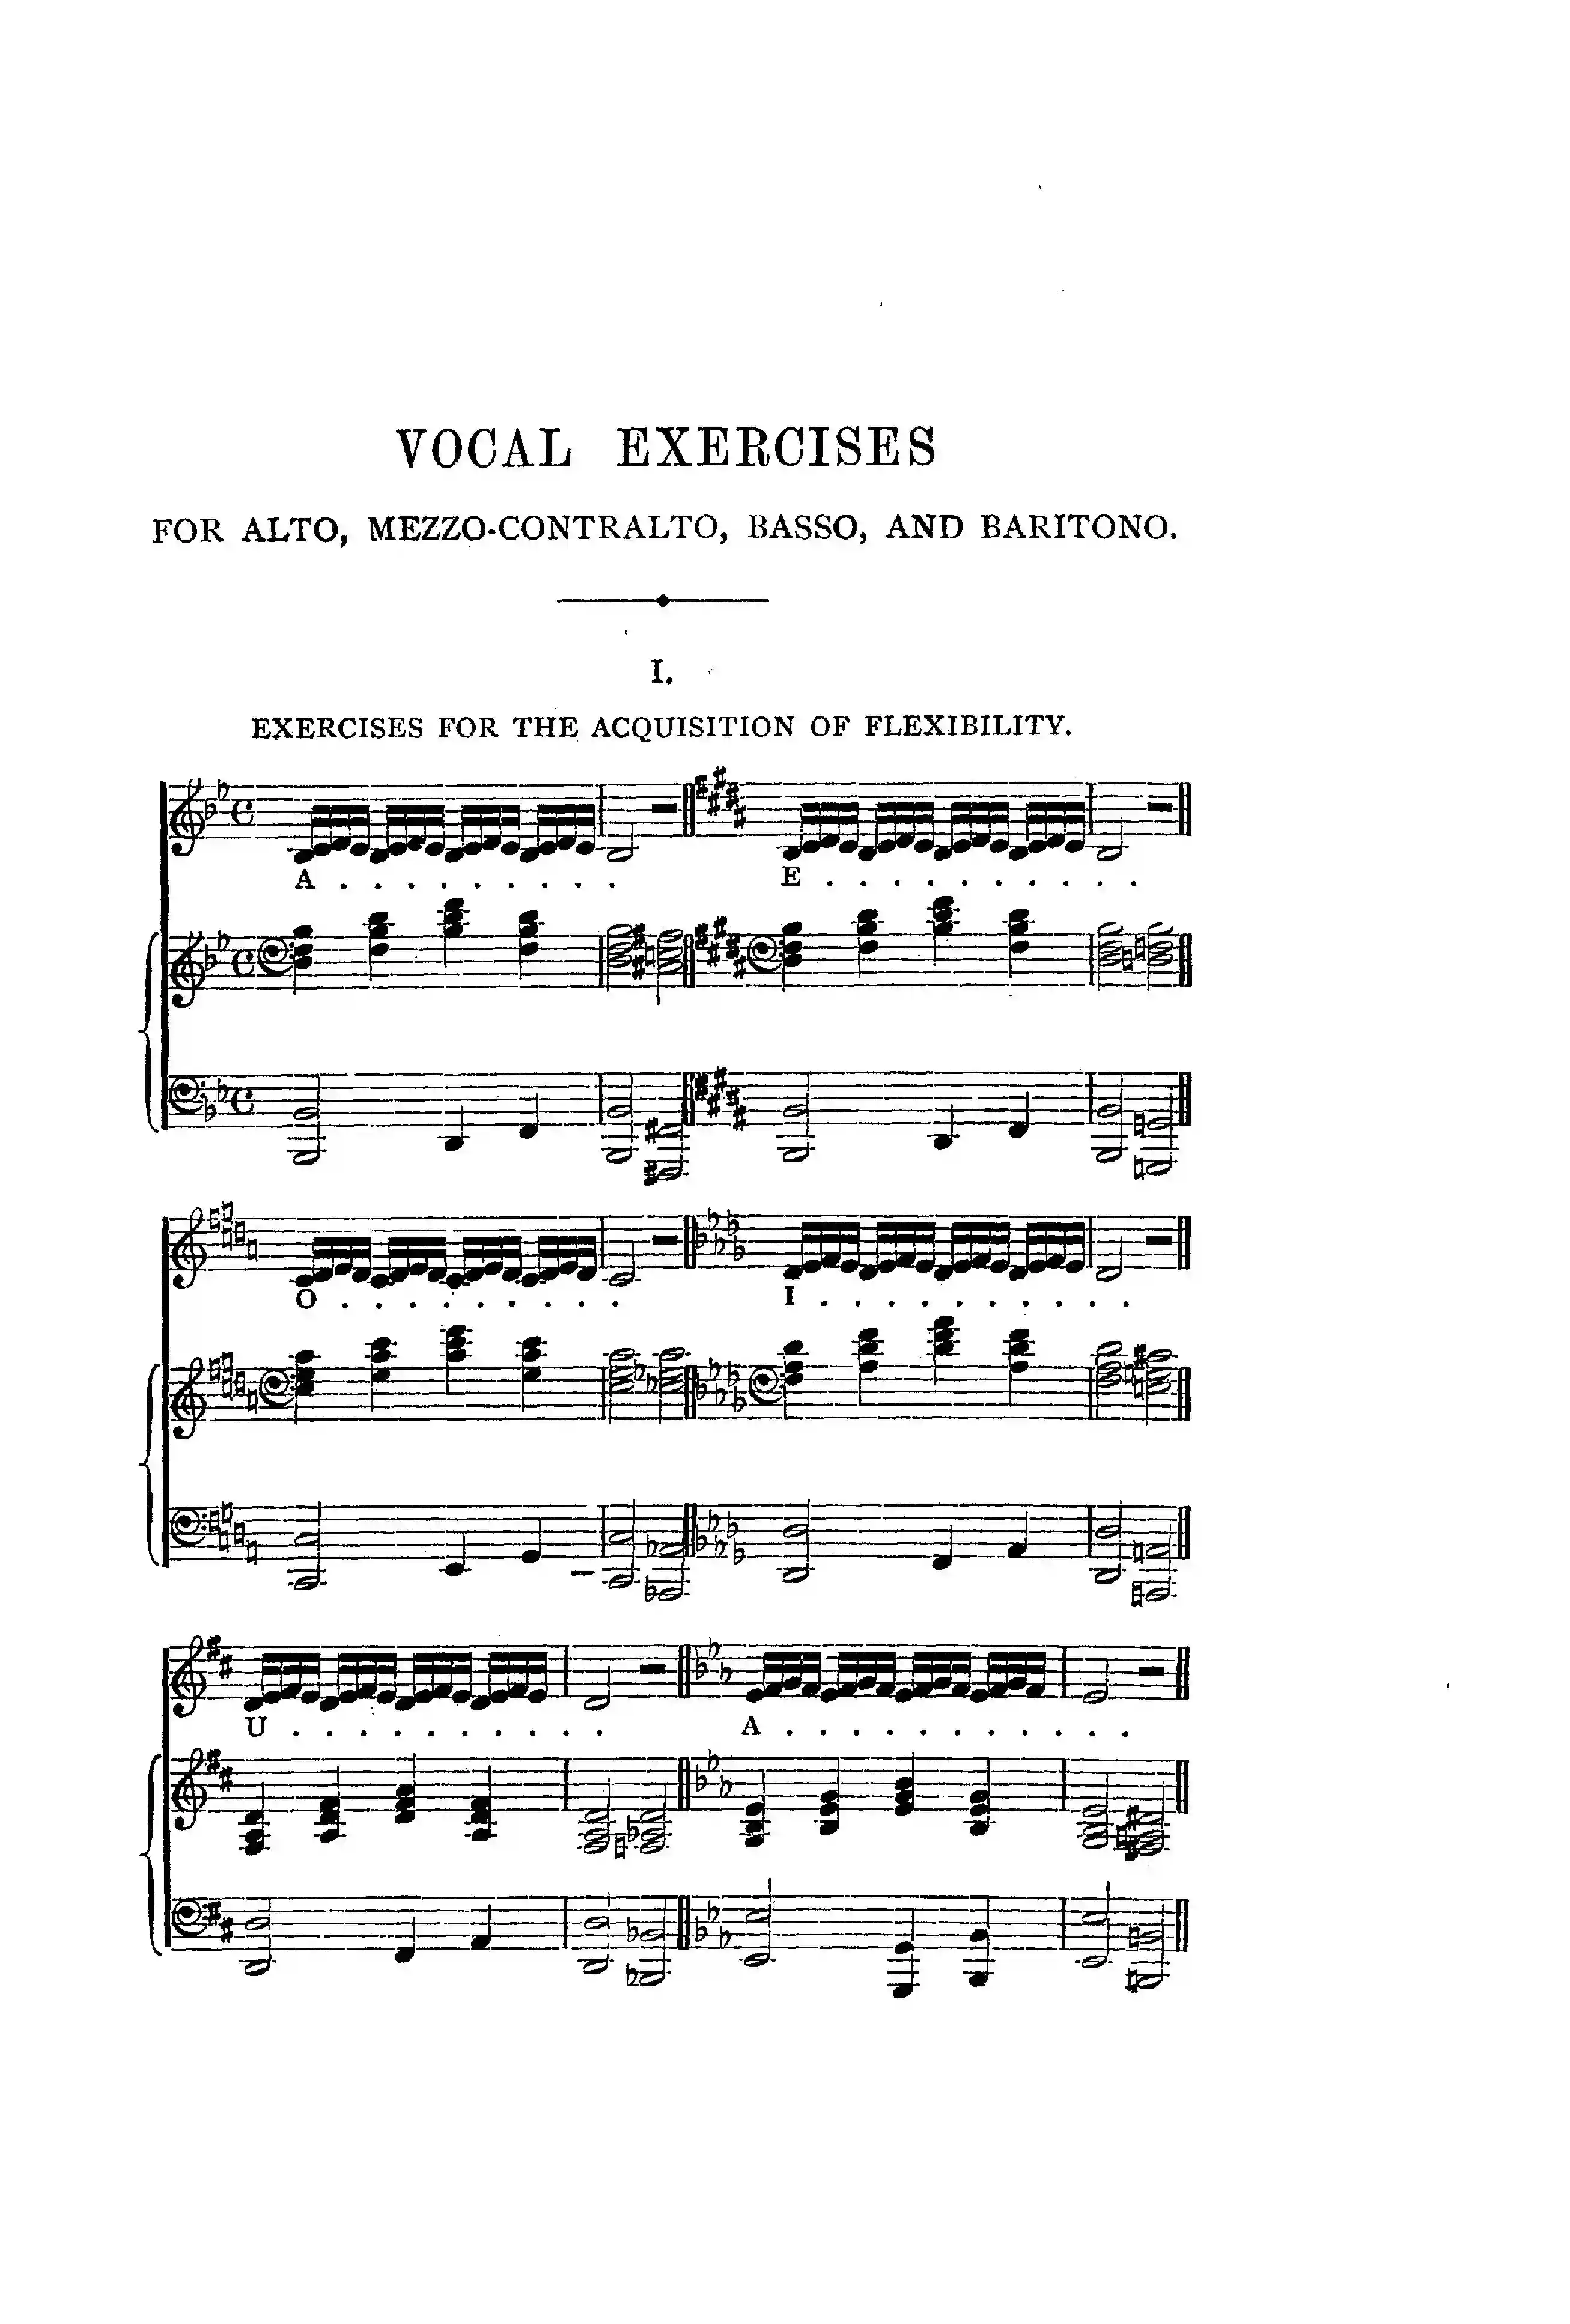 VOCAL EXERCISES
FOR ALTO, MEZZO-CONTRALTO, BASSO, AND BARITONO.
I.
EXERCISES FOR THE ACQUISITION OF FLEXIBILITY.
A . . . . . . . . . E . . . . . . . . . .
O . . . . . . . . . I . . . . . . . . . .
U . . . . . . . . . . A . . . . . . . . . . .